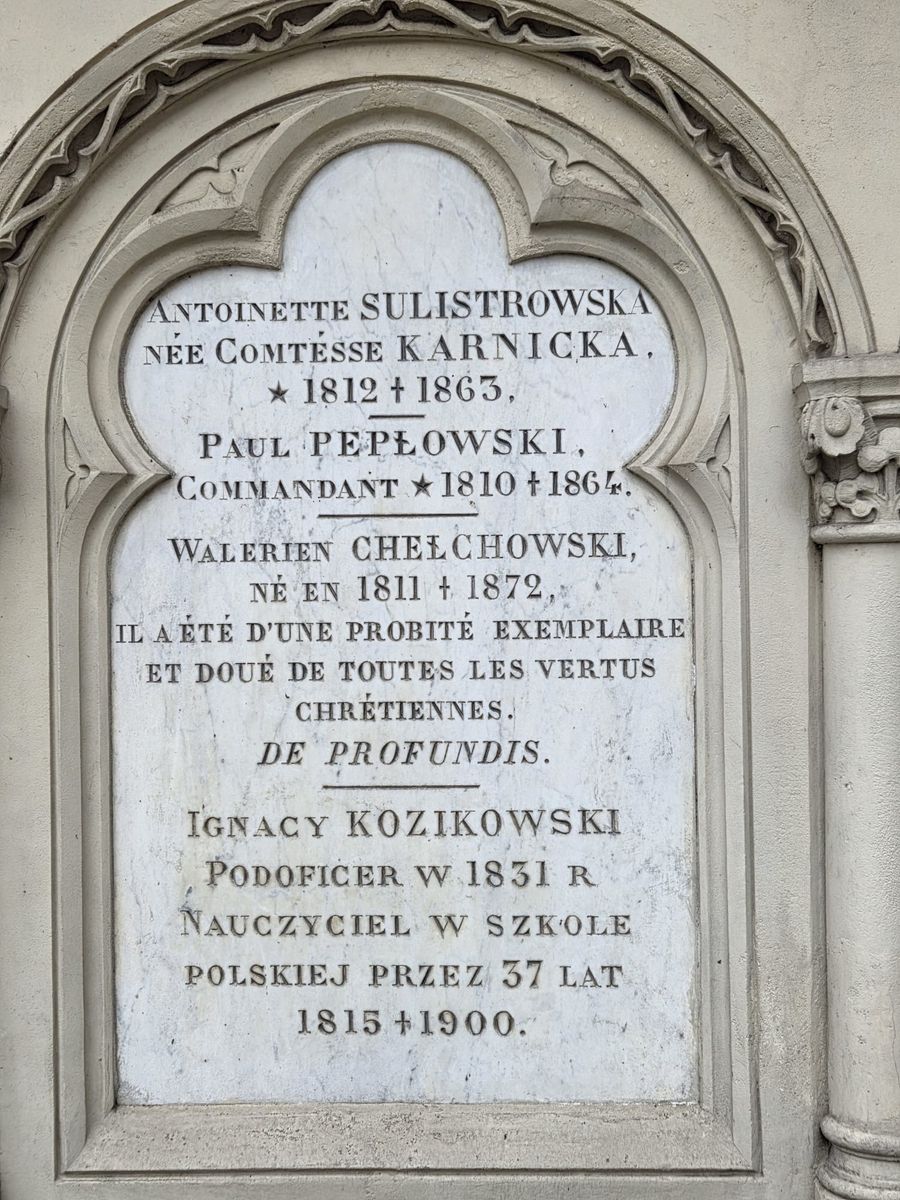 ANTOINETTE SULISTROWSKA
NÉE COMTÉSSE KARNICKA.
★ 1812 ✝ 1863.
PAUL PEPŁOWSKI.
COMMANDANT ★ 1810 ✝ 1864.
WALERIEN CHEŁCHOWSKI,
NÉ EN 1811 ✝ 1872.
IL A ÉTÉ D'UNE PROBITÉ EXEMPLAIRE
ET DOUÉ DE TOUTES LES VERTUS
CHRÉTIENNES.
DE PROFUNDIS.
IGNACY KOZIKOWSKI
PODOFICER W 1831 R
NAUCZYCIEL W SZKOLE
POLSKIEJ PRZEZ 37 LAT
1815 ✝ 1900.